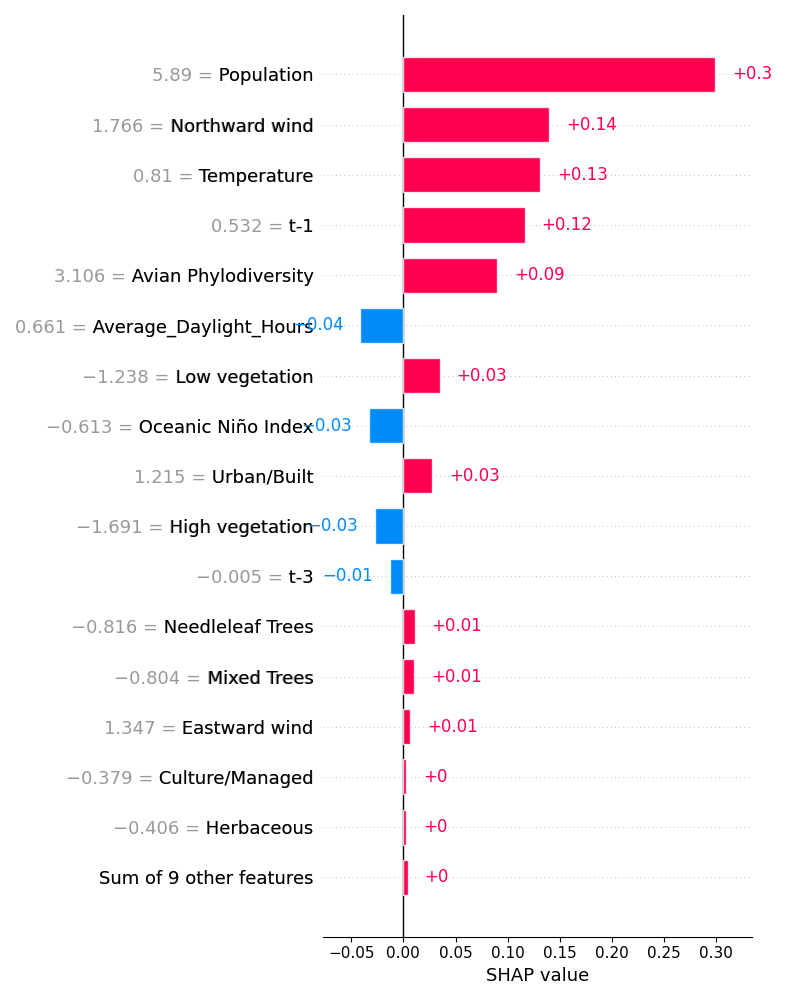 5.89 = Population +0.3
1.766 = Northward wind +0.14
0.81 = Temperature +0.13
0.532 = t-1 +0.12
3.106 = Avian Phylodiversity +0.09
0.661 = Average_Daylight_Hours −0.04
−1.238 = Low vegetation +0.03
−0.613 = Oceanic Niño Index −0.03
1.215 = Urban/Built +0.03
−1.691 = High vegetation −0.03
−0.005 = t-3 −0.01
−0.816 = Needleleaf Trees +0.01
−0.804 = Mixed Trees +0.01
1.347 = Eastward wind +0.01
−0.379 = Culture/Managed +0
−0.406 = Herbaceous +0
Sum of 9 other features +0
−0.05 0.00 0.05 0.10 0.15 0.20 0.25 0.30
SHAP value